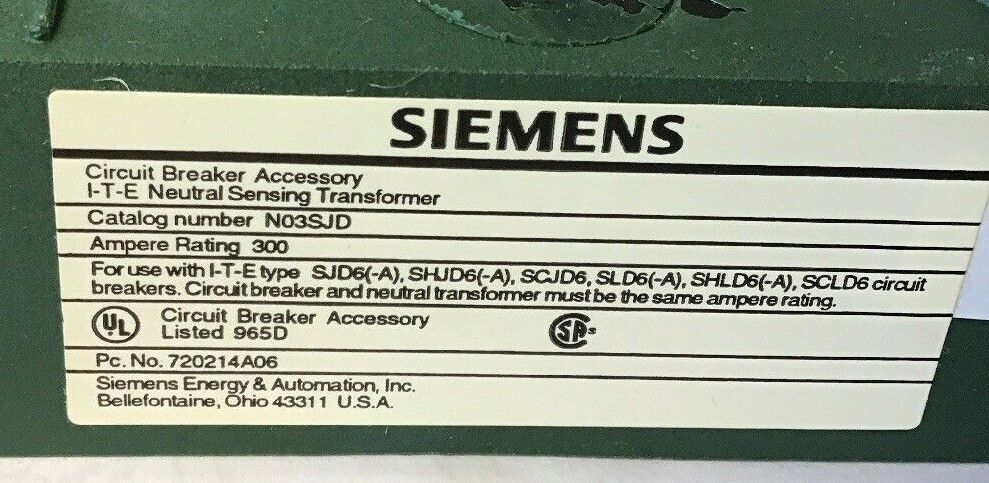 SIEMENS
Circuit Breaker Accessory
I-T-E Neutral Sensing Transformer
Catalog number N03SJD
Ampere Rating 300
For use with I-T-E type SJD6(-A), SHJD6(-A), SCJD6, SLD6(-A), SHLD6(-A), SCLD6 circuit
breakers. Circuit breaker and neutral transformer must be the same ampere rating.
UL Circuit Breaker Accessory SA
Listed 965D
Pc. No. 720214A06
Siemens Energy & Automation, Inc.
Bellefontaine, Ohio 43311 U.S.A.